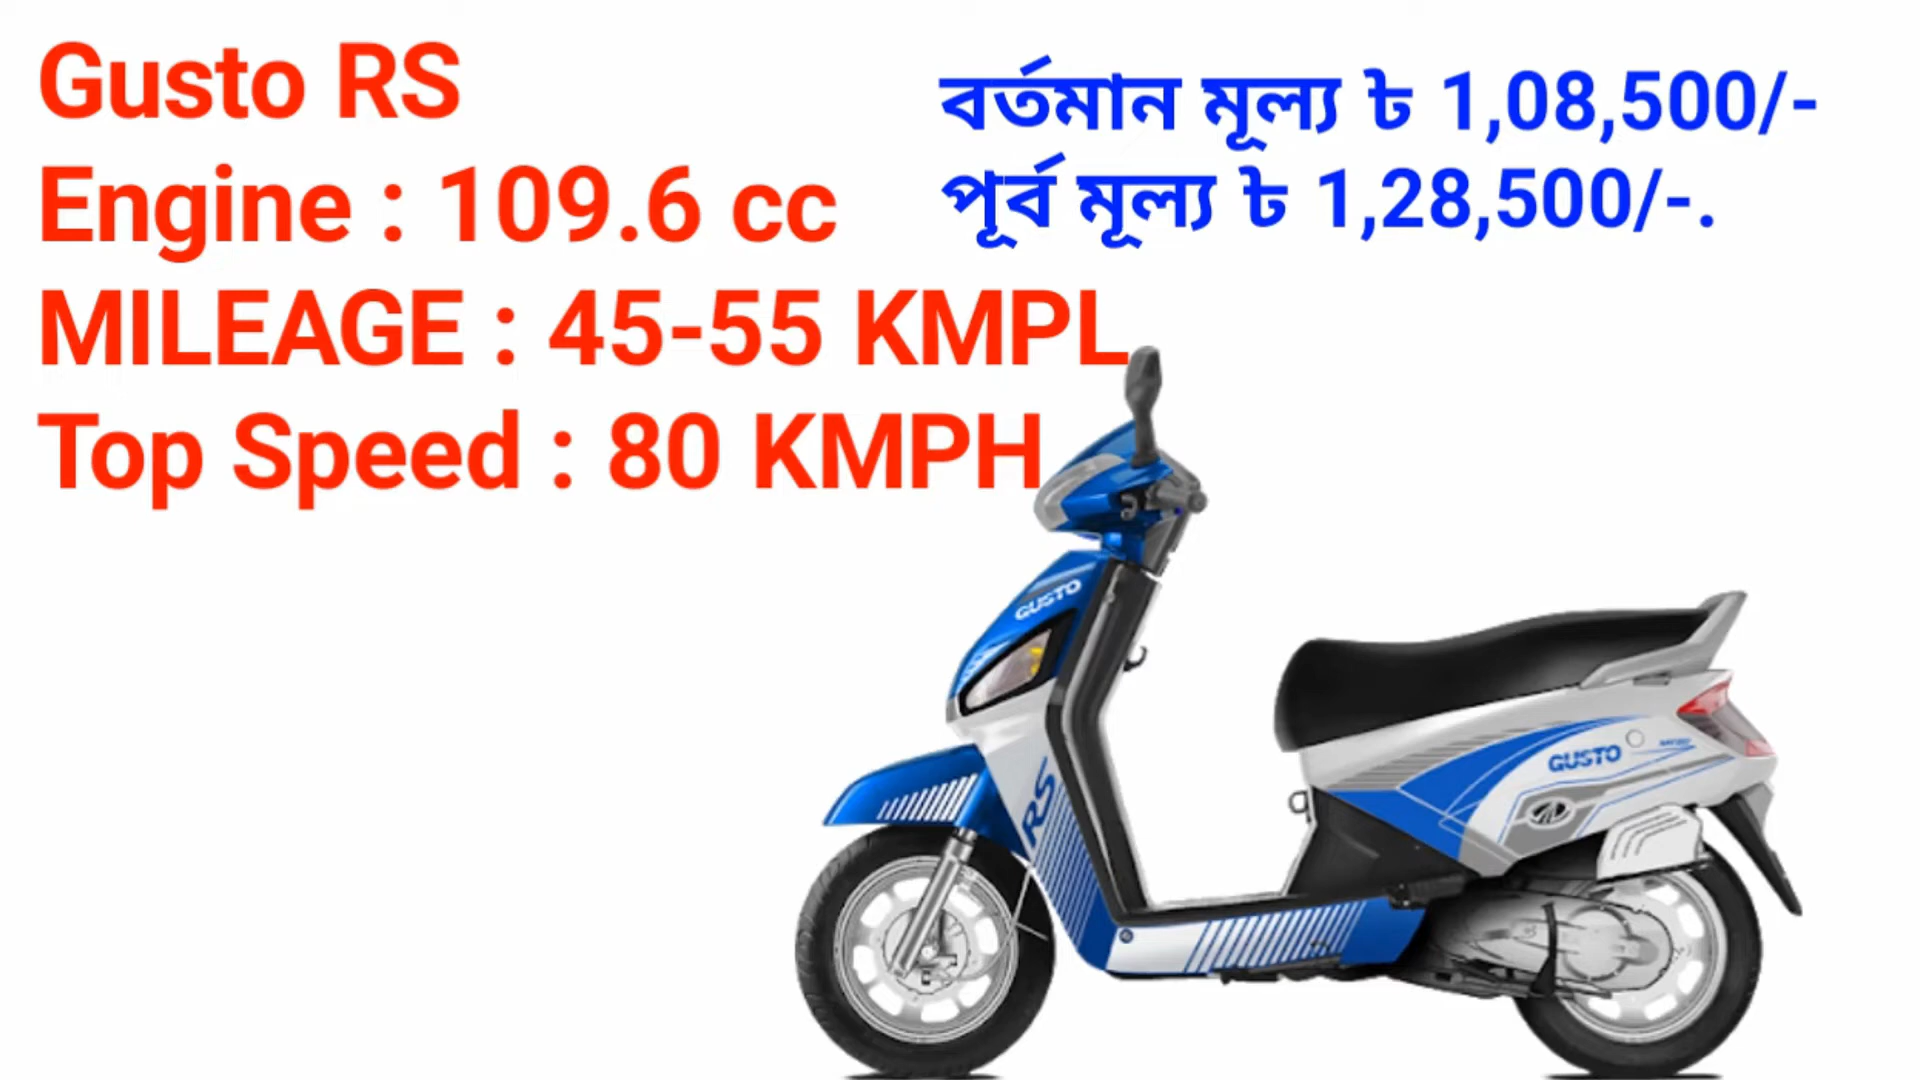 Gusto RS
Engine : 109.6 cc
MILEAGE : 45-55 KMPL
Top Speed : 80 KMPH
বর্তমান মূল্য ৳ 1,08,500/-
পূর্ব মূল্য ৳ 1,28,500/-.
GUSTO
RS
GUSTO